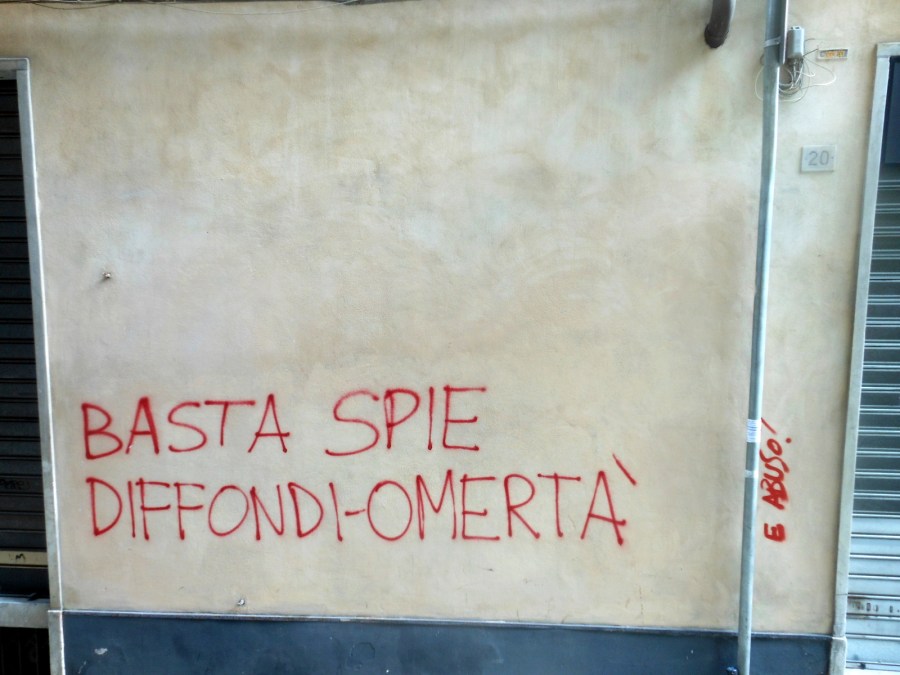 20
BASTA SPIE
DIFFONDI-OMERTÀ
E ABUSO!